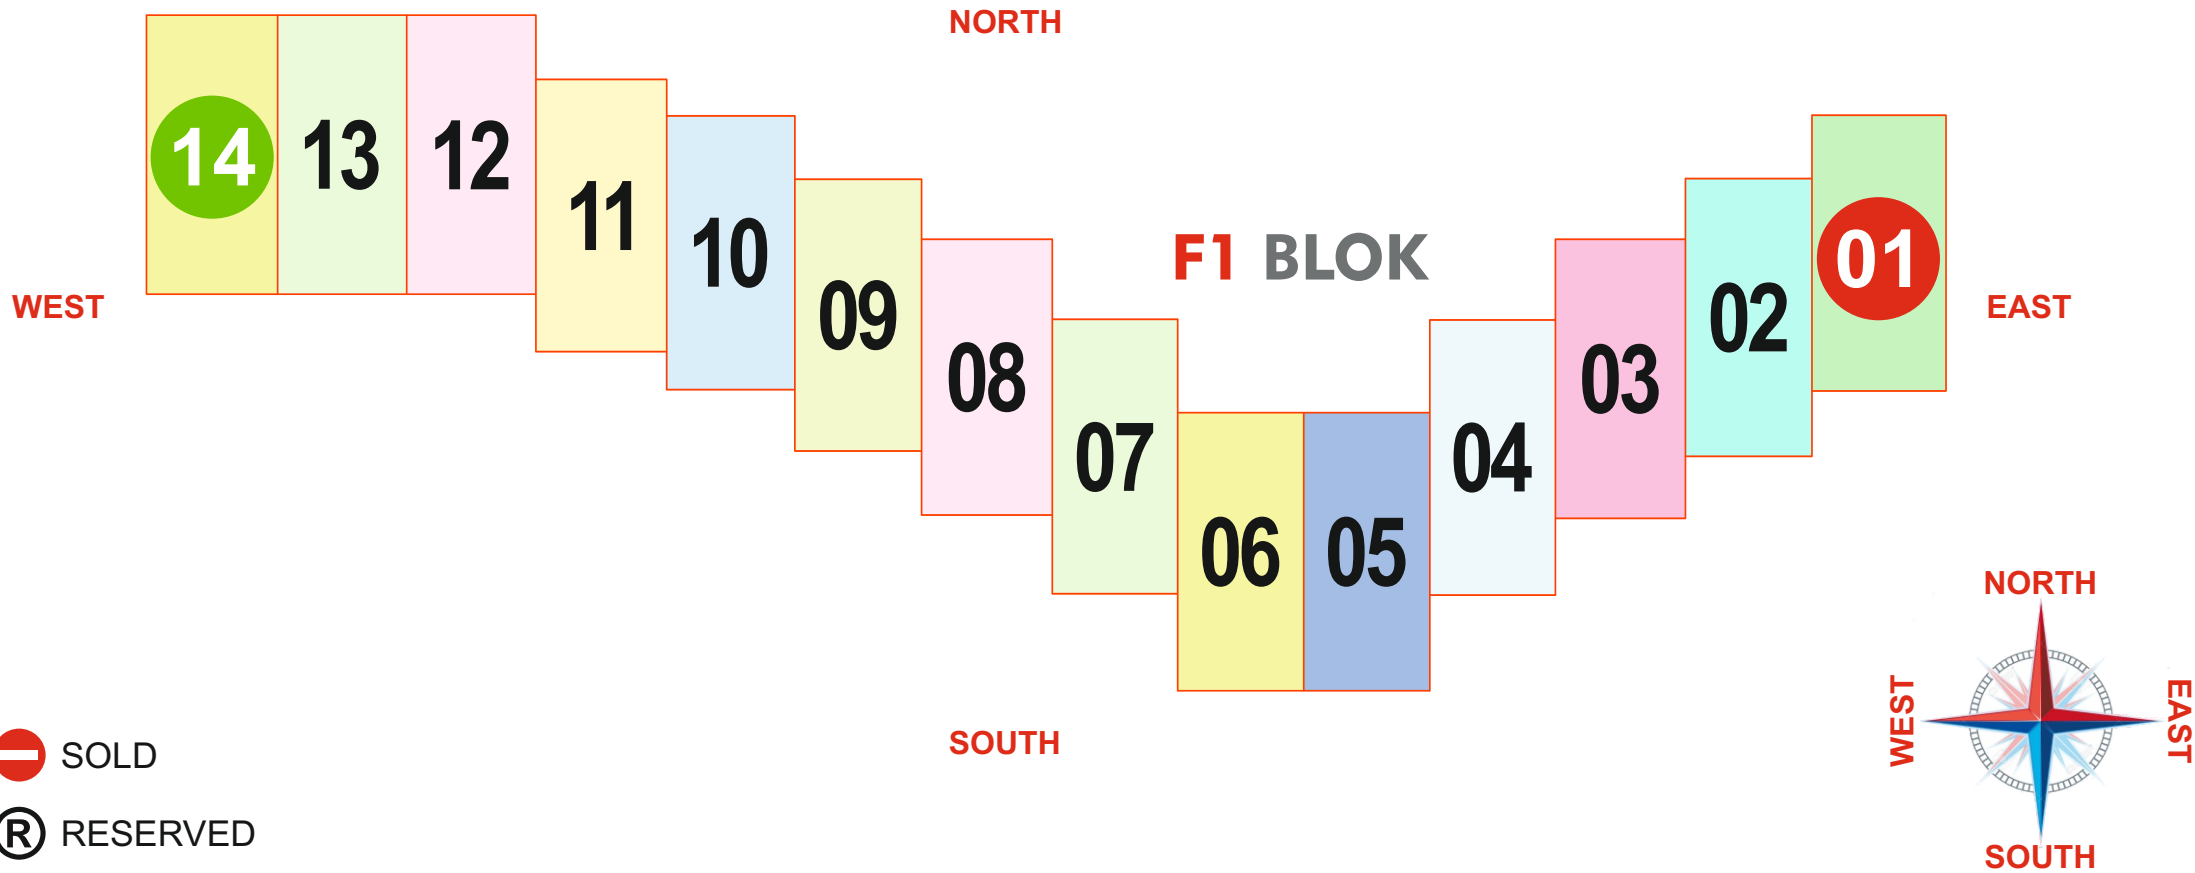 NORTH
14
13
12
11
10
09
08
07
06
05
04
03
02
01
F1 BLOK
WEST
EAST
SOUTH
SOLD
® RESERVED
NORTH
WEST
EAST
SOUTH